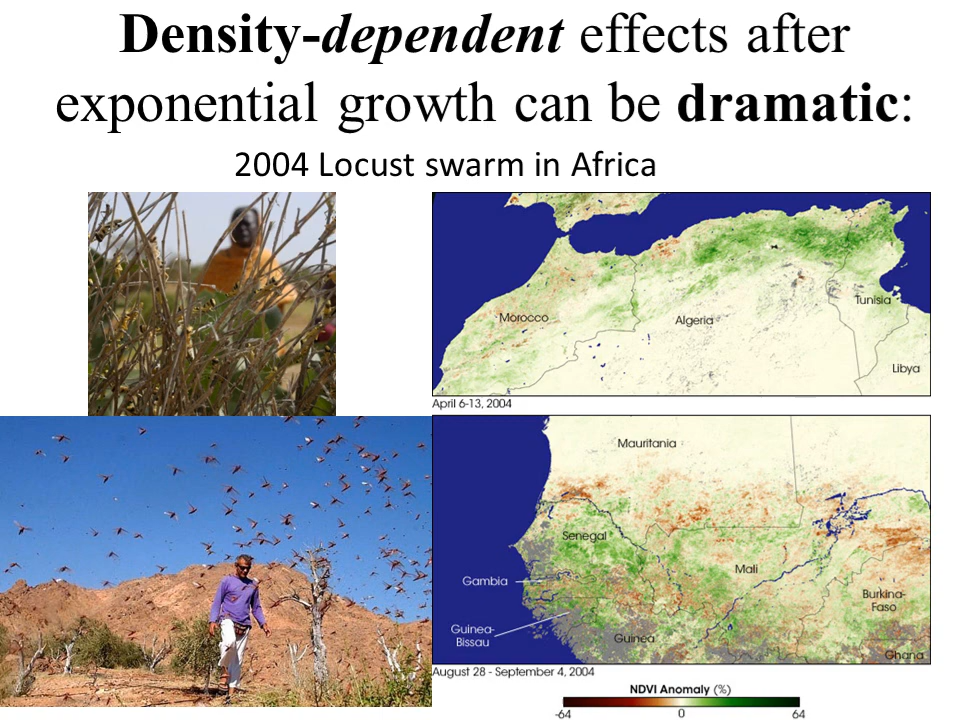 Density-dependent effects after
exponential growth can be dramatic:
2004 Locust swarm in Africa
Morocco
Algeria
Tunisia
Libya
April 6-13, 2004
Mauritania
Senegal
Gambia
Mali
Burkina-
Faso
Guinea-
Bissau
Guinea
Ghana
August 28 - September 4, 2004
NDVI Anomaly (%)
-64 0 64